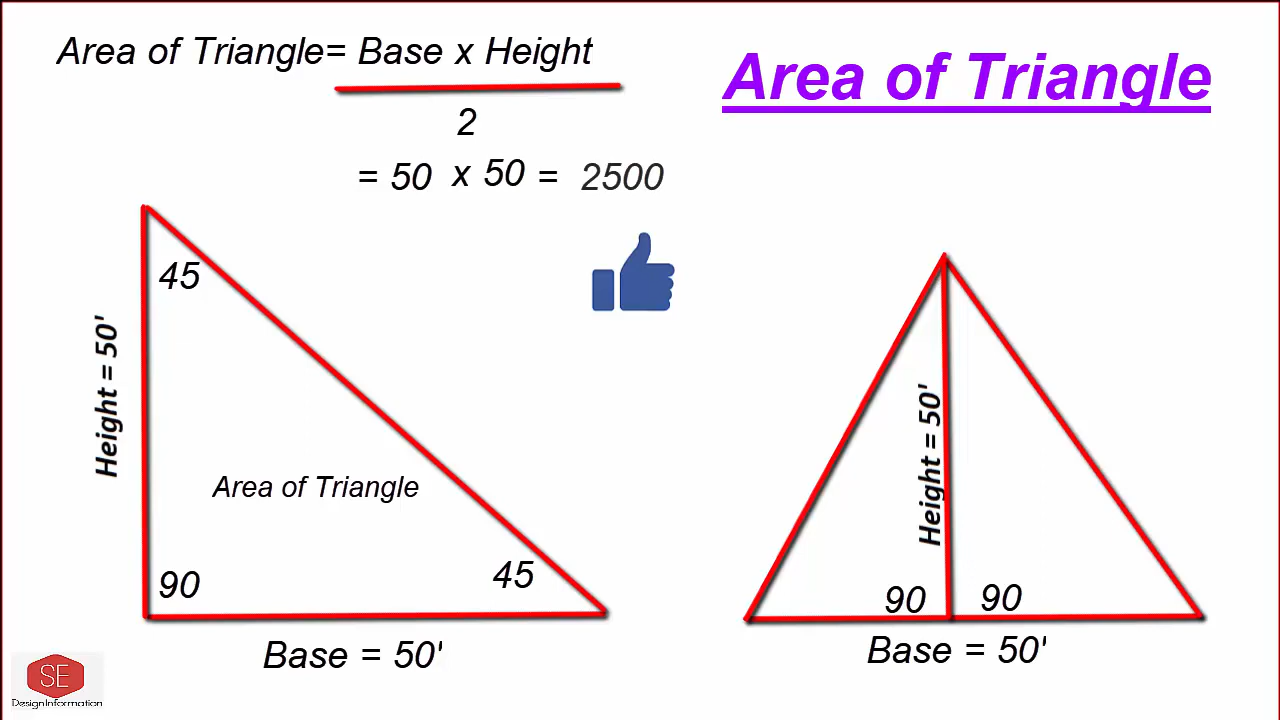 Area of Triangle= Base x Height
2
= 50 x 50 = 2500
Area of Triangle
45
Height = 50'
Area of Triangle
90
45
Base = 50'
Height = 50'
90
90
Base = 50'
SE
DesignInformation